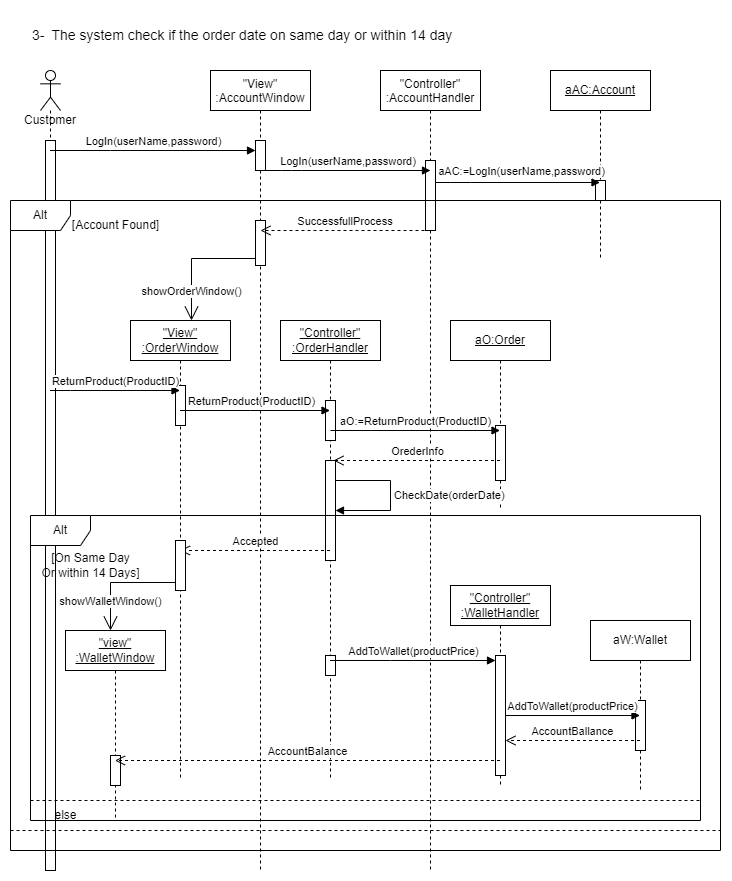 3- The system check if the order date on same day or within 14 day
"View"
:AccountWindow
"Controller"
:AccountHandler
aAC:Account
Customer
LogIn(userName,password)
LogIn(userName,password)
aAC:=LogIn(userName,password)
Alt
[Account Found]
SuccessfullProcess
showOrderWindow()
"View"
:OrderWindow
"Controller"
:OrderHandler
aO:Order
ReturnProduct(ProductID)
ReturnProduct(ProductID)
aO:=ReturnProduct(ProductID)
OrederInfo
CheckDate(orderDate)
Alt
Accepted
[On Same Day
Or within 14 Days]
showWalletWindow()
"Controller"
:WalletHandler
"view"
:WalletWindow
aW:Wallet
AddToWallet(productPrice)
AddToWallet(productPrice)
AccountBallance
AccountBalance
else